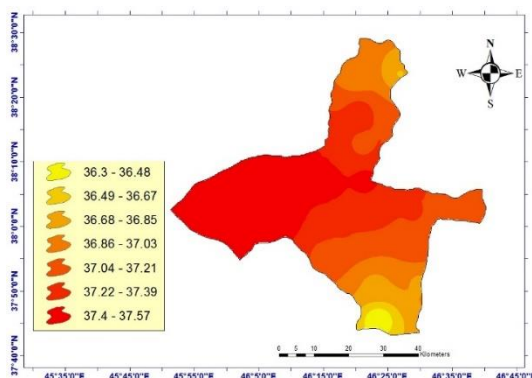 N
W E
S
38°30'0"N
38°20'0"N
38°10'0"N
38°0'0"N
37°50'0"N
37°40'0"N
36.3 - 36.48
36.49 - 36.67
36.68 - 36.85
36.86 - 37.03
37.04 - 37.21
37.22 - 37.39
37.4 - 37.57
0 5 10 20 30 40
Kilometers
45°35'0"E 45°45'0"E 45°55'0"E 46°5'0"E 46°15'0"E 46°25'0"E 46°35'0"E 46°45'0"E